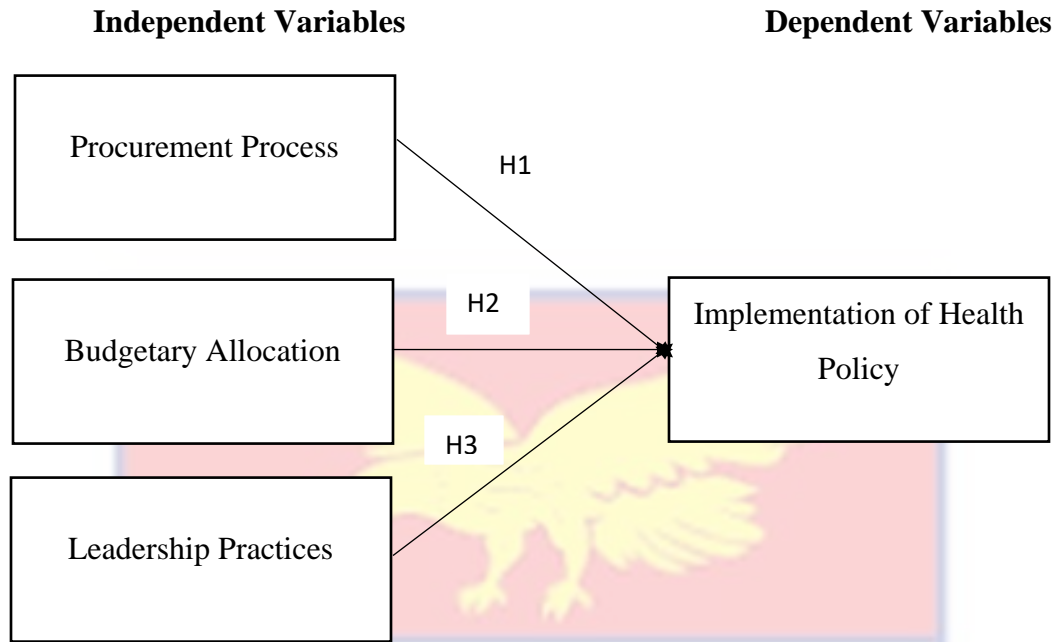 Independent Variables
Dependent Variables
Procurement Process
H1
Budgetary Allocation
H2
Implementation of Health
Policy
H3
Leadership Practices